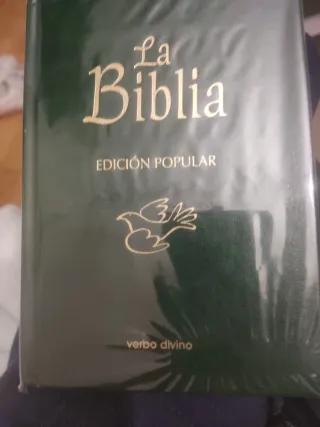 La
Biblia
EDICIÓN POPULAR
verbo divino